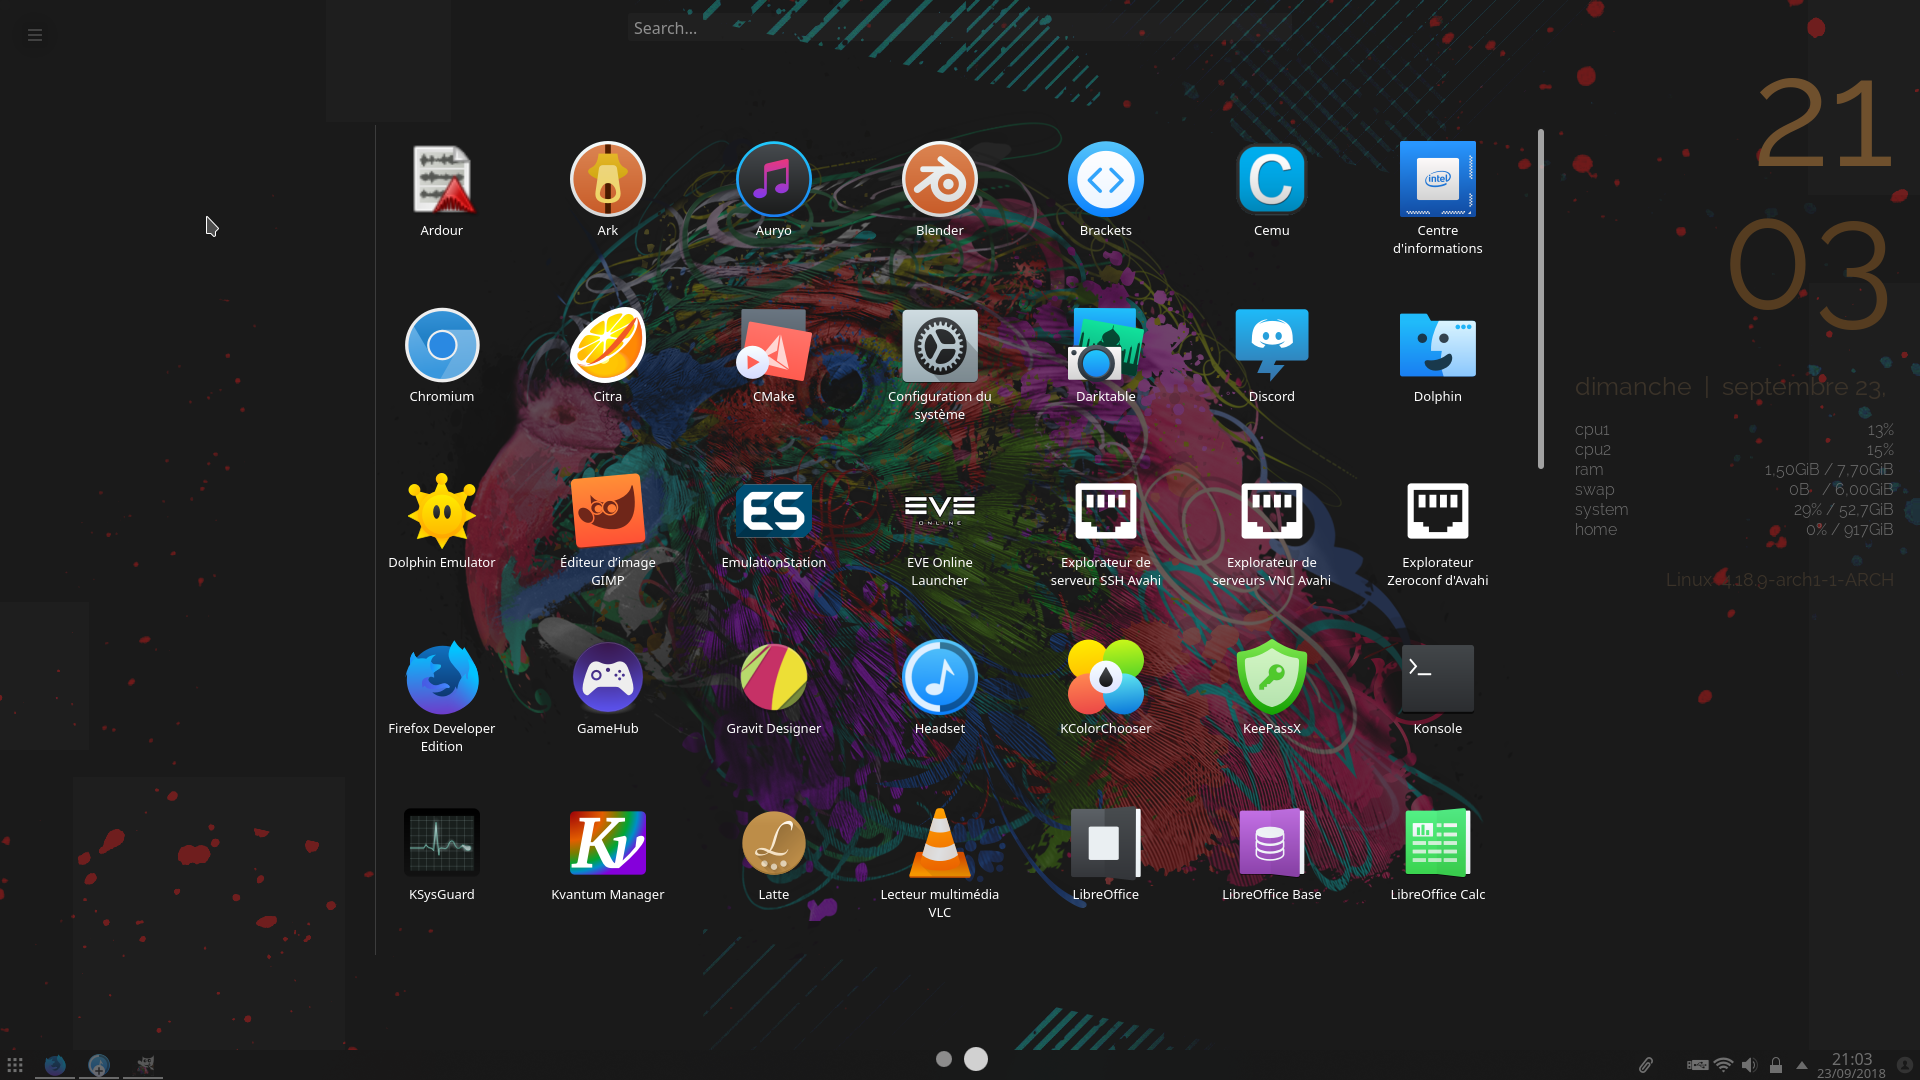 Search...
21
03
Ardour
Ark
Auryo
Blender
Brackets
Cemu
intel
Centre
d'informations
Chromium
Citra
CMake
Configuration du
système
Darktable
Discord
Dolphin
dimanche | septembre 23,
cpu1 13%
cpu2 15%
ram 1,50GiB / 7,70GiB
swap 0B / 6,00GiB
system 29% / 52,7GiB
home 0% / 917GiB
Linux 4.18.9-arch1-1-ARCH
ES
EVE
ONLINE
Dolphin Emulator
Éditeur d'image
GIMP
EmulationStation
EVE Online
Launcher
Explorateur de
serveur SSH Avahi
Explorateur de
serveurs VNC Avahi
Explorateur
Zeroconf d'Avahi
Firefox Developer
Edition
GameHub
Gravit Designer
Headset
KColorChooser
KeePassX
Konsole
Kv
L
KSysGuard
Kvantum Manager
Latte
Lecteur multimédia
VLC
LibreOffice
LibreOffice Base
LibreOffice Calc
21:03
23/09/2018